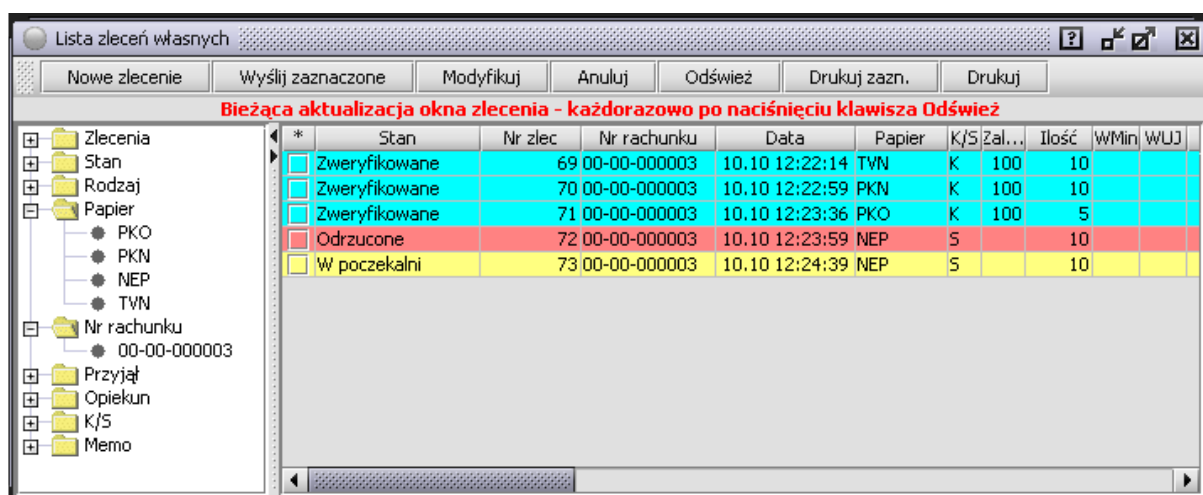 Lista zleceń własnych
Nowe zlecenie Wyślij zaznaczone Modyfikuj Anuluj Odśwież Drukuj zazn. Drukuj
Bieżąca aktualizacja okna zlecenia - każdorazowo po naciśnięciu klawisza Odśwież
Zlecenia
Stan
Rodzaj
Papier
PKO
PKN
NEP
TVN
Nr rachunku
00-00-000003
Przyjął
Opiekun
K/S
Memo
* Stan Nr zlec Nr rachunku Data Papier K/S Zal... Ilość WMin WUJ
Zweryfikowane 69 00-00-000003 10.10 12:22:14 TVN K 100 10
Zweryfikowane 70 00-00-000003 10.10 12:22:59 PKN K 100 10
Zweryfikowane 71 00-00-000003 10.10 12:23:36 PKO K 100 5
Odrzucone 72 00-00-000003 10.10 12:23:59 NEP S 10
W poczekalni 73 00-00-000003 10.10 12:24:39 NEP S 10